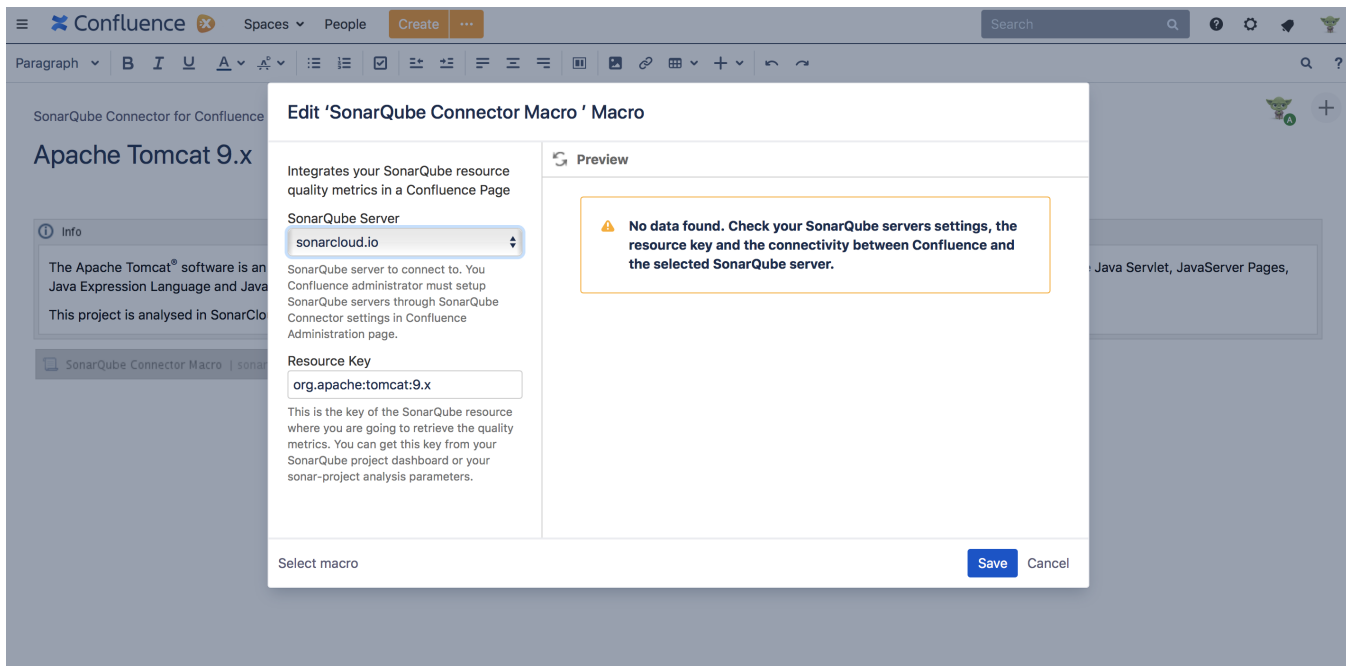 Confluence
Spaces
People
Create
Search
Paragraph
B I U A
SonarQube Connector for Confluence
A
Apache Tomcat 9.x
Info
The Apache Tomcat® software is an
Java Servlet, JavaServer Pages,
Java Expression Language and Java
This project is analysed in SonarClo
SonarQube Connector Macro | sonar
Edit ‘SonarQube Connector Macro ’ Macro
Integrates your SonarQube resource
quality metrics in a Confluence Page
SonarQube Server
sonarcloud.io
SonarQube server to connect to. You
Confluence administrator must setup
SonarQube servers through SonarQube
Connector settings in Confluence
Administration page.
Resource Key
org.apache:tomcat:9.x
This is the key of the SonarQube resource
where you are going to retrieve the quality
metrics. You can get this key from your
SonarQube project dashboard or your
sonar-project analysis parameters.
Preview
No data found. Check your SonarQube servers settings, the
resource key and the connectivity between Confluence and
the selected SonarQube server.
Select macro
Save
Cancel